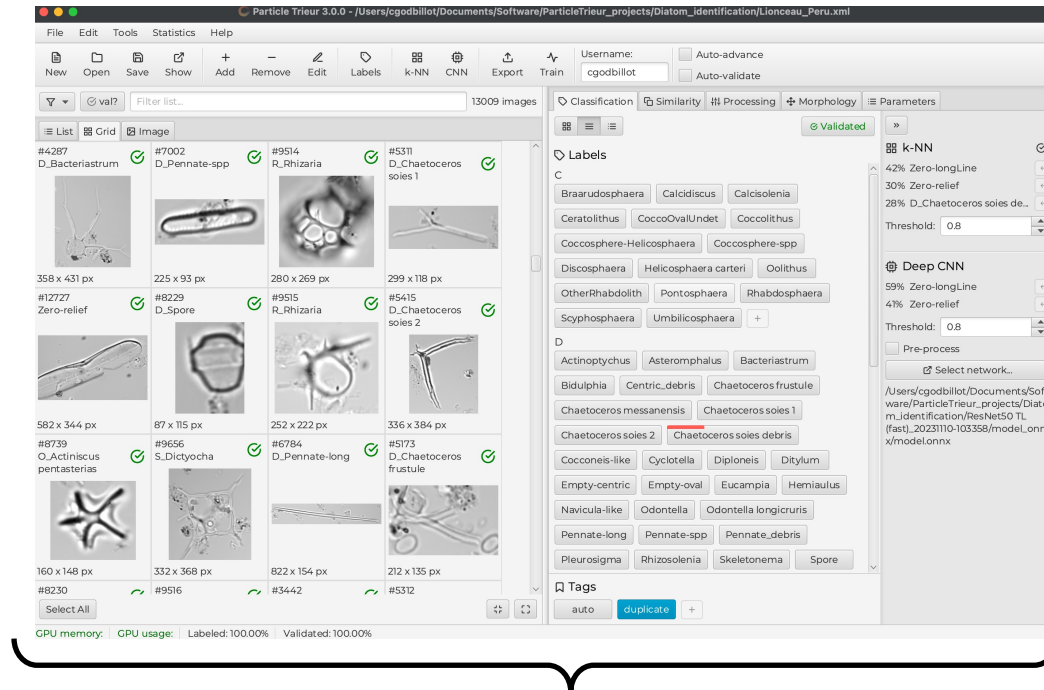 Particle Trieur 3.0.0 - /Users/cgodbillot/Documents/Software/ParticleTrieur_projects/Diatom_identification/Lionceau_Peru.xml
File Edit Tools Statistics Help
New Open Save Show Add Remove Edit Labels k-NN CNN Export Train
Username:
cgodbillot
Auto-advance
Auto-validate
val? Filter list... 13009 images
List Grid Image
#4287
D_Bacteriastrum
358 x 431 px
#7002
D_Pennate-spp
225 x 93 px
#9514
R_Rhizaria
280 x 269 px
#5311
D_Chaetoceros
soies 1
299 x 118 px
#12727
Zero-relief
582 x 344 px
#8229
D_Spore
87 x 115 px
#9515
R_Rhizaria
252 x 222 px
#5415
D_Chaetoceros
soies 2
336 x 384 px
#8739
O_Actiniscus
pentasterias
160 x 148 px
#9656
S_Dictyocha
332 x 368 px
#6784
D_Pennate-long
822 x 154 px
#5173
D_Chaetoceros
frustule
212 x 135 px
#8230 #9516 #3442 #5312
Select All
GPU memory: GPU usage: Labeled: 100.00% Validated: 100.00%
Classification Similarity Processing Morphology Parameters
Validated
Labels
C
Braarudosphaera Calcidiscus Calcisolenia
Ceratolithus CoccoOvalUndet Coccolithus
Coccosphere-Helicosphaera Coccosphere-spp
Discosphaera Helicosphaera carteri Oolithus
OtherRhabdolith Pontosphaera Rhabdosphaera
Scyphosphaera Umbilicosphaera +
D
Actinoptychus Asteromphalus Bacteriastrum
Bidulphia Centric_debris Chaetoceros frustule
Chaetoceros messanensis Chaetoceros soies 1
Chaetoceros soies 2 Chaetoceros soies debris
Cocconeis-like Cyclotella Diploneis Ditylum
Empty-centric Empty-oval Eucampia Hemiaulus
Navicula-like Odontella Odontella longicruris
Pennate-long Pennate-spp Pennate_debris
Pleurosigma Rhizosolenia Skeletonema Spore
Tags
auto duplicate +
»
k-NN
42% Zero-longLine
30% Zero-relief
28% D_Chaetoceros soies de...
Threshold: 0.8
Deep CNN
59% Zero-longLine
41% Zero-relief
Threshold: 0.8
Pre-process
Select network...
/Users/cgodbillot/Documents/Sof
ware/ParticleTrieur_projects/Diato
m_identification/ResNet50 TL
(fast)_20231110-103358/model_onn
x/model.onnx